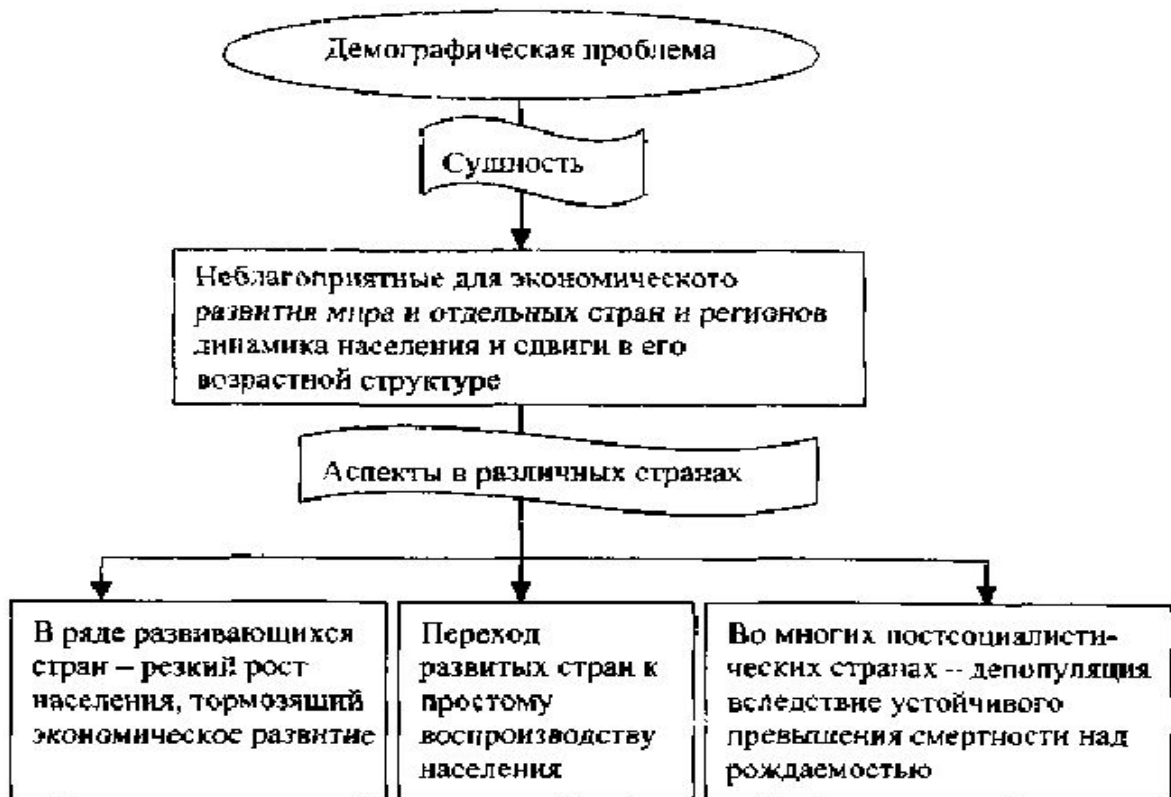 Демографическая проблема
Сущность
Неблагоприятные для экономического
развития мира и отдельных стран и регионов
динамика населения и сдвиги в его
возрастной структуре
Аспекты в различных странах
В ряде развивающихся
стран – резкий рост
населения, тормозящий
экономическое развитие
Переход
развитых стран к
простому
воспроизводству
населения
Во многих постсоциалисти-
ческих странах -- депопуляция
вследствие устойчивого
превышения смертности над
рождаемостью